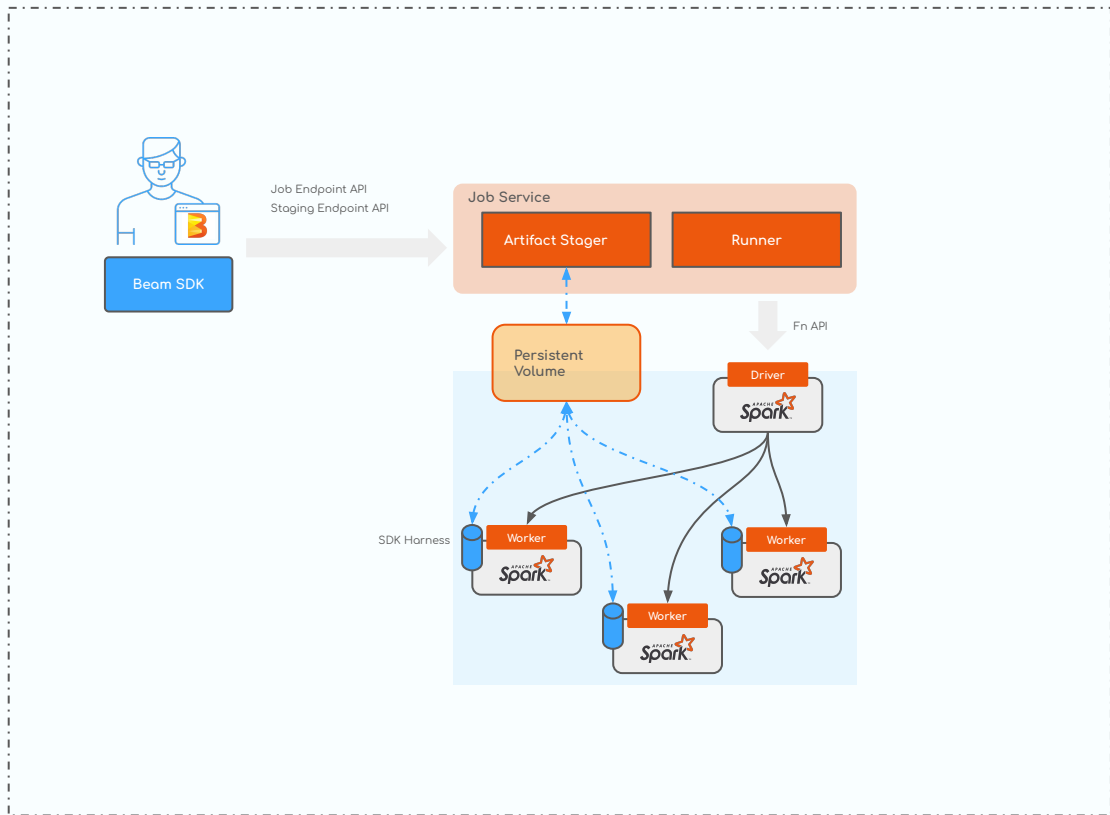 Job Endpoint API
Staging Endpoint API
Job Service
Artifact Stager
Runner
Beam SDK
Fn API
Persistent
Volume
Driver
APACHE
Spark
SDK Harness
Worker
APACHE
Spark
Worker
APACHE
Spark
Worker
APACHE
Spark